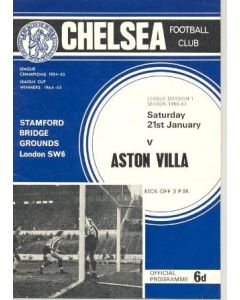 CHELSEA
FOOTBALL
CLUB
LEAGUE
CHAMPIONS 1954-55
LEAGUE CUP
WINNERS 1964-65
LEAGUE DIVISION 1
SEASON 1966-67
Saturday
21st January
v
ASTON VILLA
KICK-OFF 3 P.M.
STAMFORD
BRIDGE
GROUNDS
London SW6
OFFICIAL
PROGRAMME
6d